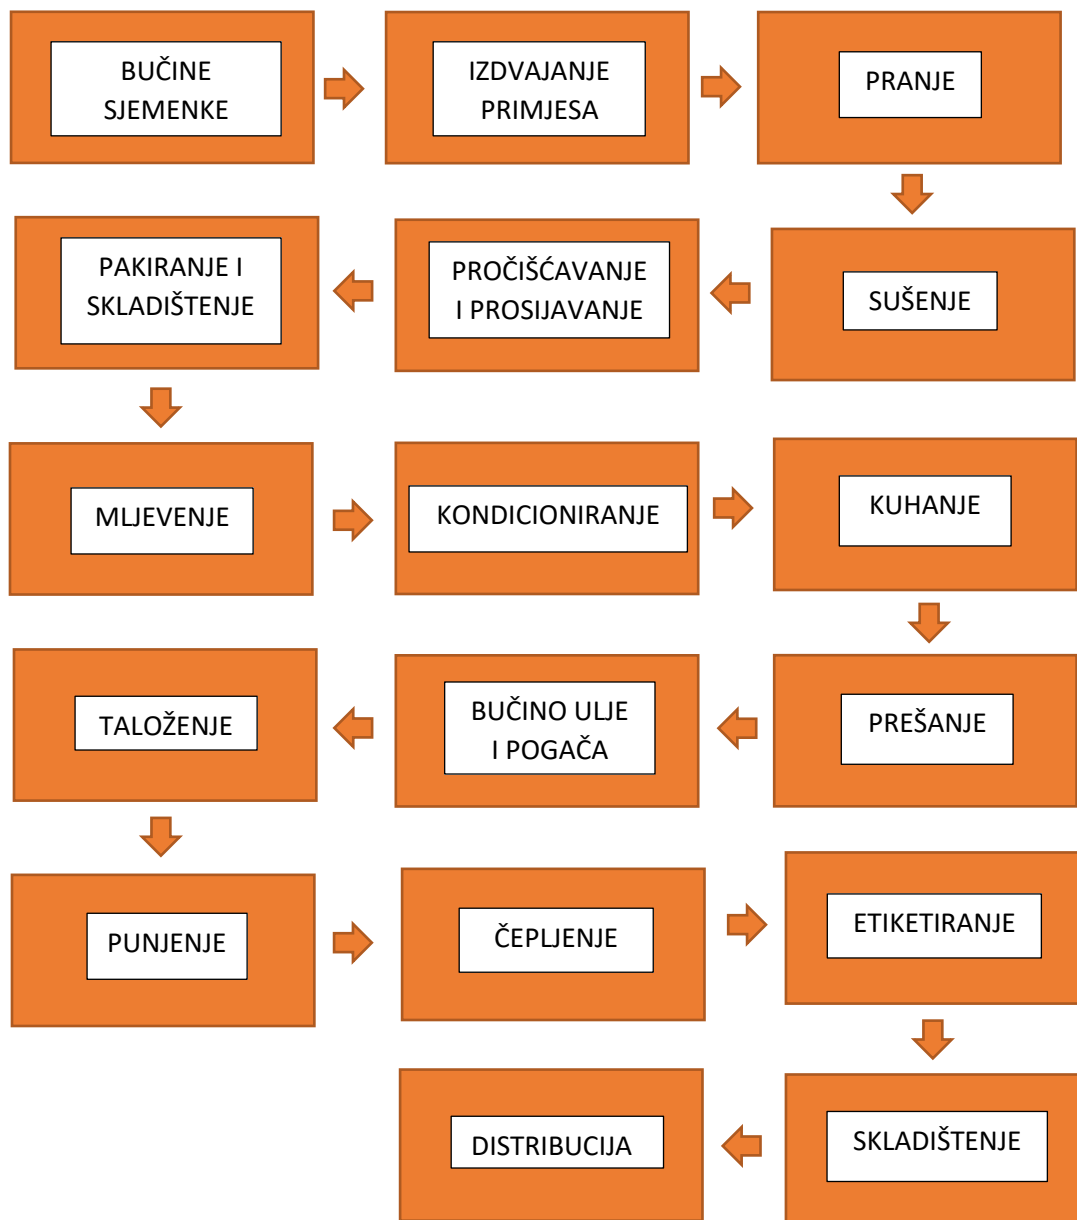 BUČINE
SJEMENKE
IZDVAJANJE
PRIMJESA
PRANJE
SUŠENJE
PROČIŠĆAVANJE
I PROSIJAVANJE
PAKIRANJE I
SKLADIŠTENJE
MLJEVENJE
KONDICIONIRANJE
KUHANJE
PREŠANJE
BUČINO ULJE
I POGAČA
TALOŽENJE
PUNJENJE
ČEPLJENJE
ETIKETIRANJE
SKLADIŠTENJE
DISTRIBUCIJA